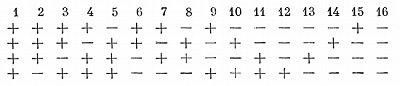 1 2 3 4 5 6 7 8 9 10 11 12 13 14 15 16
+ + + + — + + — + — — — — — + —
+ + + — + + — + — + — — — + — —
+ + — + + — + + — — + — + — — —
+ — + + + — — — + + + + — — — —